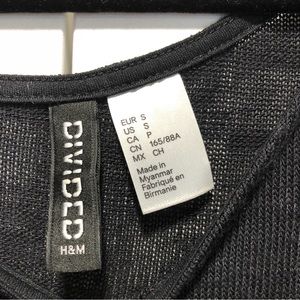 DIVIDED
H&M
EUR S
US S
CA P
CN 165/88A
MX CH
Made in
Myanmar
Fabriqué en
Birmanie